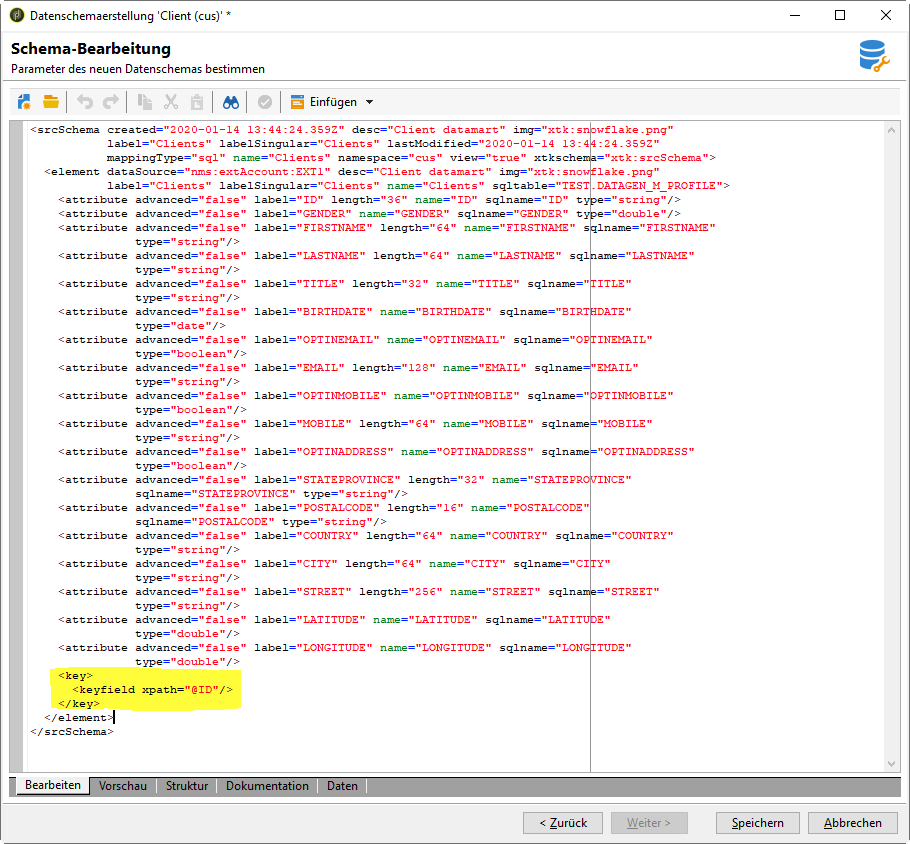 Datenschemaerstellung 'Client (cus)' *
Schema-Bearbeitung
Parameter des neuen Datenschemas bestimmen
Einfügen
<srcSchema created="2020-01-14 13:44:24.359Z" desc="Client datamart" img="xtk:snowflake.png"
label="Clients" labelSingular="Clients" lastModified="2020-01-14 13:44:24.359Z"
mappingType="sql" name="Clients" namespace="cus" view="true" xtkschema="xtk:srcSchema">
<element dataSource="nms:extAccount:EXT1" desc="Client datamart" img="xtk:snowflake.png"
label="Clients" labelSingular="Clients" name="Clients" sqltable="TEST.DATAGEN_M_PROFILE">
<attribute advanced="false" label="ID" length="36" name="ID" sqlname="ID" type="string"/>
<attribute advanced="false" label="GENDER" name="GENDER" sqlname="GENDER" type="double"/>
<attribute advanced="false" label="FIRSTNAME" length="64" name="FIRSTNAME" sqlname="FIRSTNAME"
type="string"/>
<attribute advanced="false" label="LASTNAME" length="64" name="LASTNAME" sqlname="LASTNAME"
type="string"/>
<attribute advanced="false" label="TITLE" length="32" name="TITLE" sqlname="TITLE"
type="string"/>
<attribute advanced="false" label="BIRTHDATE" name="BIRTHDATE" sqlname="BIRTHDATE"
type="date"/>
<attribute advanced="false" label="OPTINEMAIL" name="OPTINEMAIL" sqlname="OPTINEMAIL"
type="boolean"/>
<attribute advanced="false" label="EMAIL" length="128" name="EMAIL" sqlname="EMAIL"
type="string"/>
<attribute advanced="false" label="OPTINMOBILE" name="OPTINMOBILE" sqlname="OPTINMOBILE"
type="boolean"/>
<attribute advanced="false" label="MOBILE" length="64" name="MOBILE" sqlname="MOBILE"
type="string"/>
<attribute advanced="false" label="OPTINADDRESS" name="OPTINADDRESS" sqlname="OPTINADDRESS"
type="boolean"/>
<attribute advanced="false" label="STATEPROVINCE" length="32" name="STATEPROVINCE"
sqlname="STATEPROVINCE" type="string"/>
<attribute advanced="false" label="POSTALCODE" length="16" name="POSTALCODE"
sqlname="POSTALCODE" type="string"/>
<attribute advanced="false" label="COUNTRY" length="64" name="COUNTRY" sqlname="COUNTRY"
type="string"/>
<attribute advanced="false" label="CITY" length="64" name="CITY" sqlname="CITY"
type="string"/>
<attribute advanced="false" label="STREET" length="256" name="STREET" sqlname="STREET"
type="string"/>
<attribute advanced="false" label="LATITUDE" name="LATITUDE" sqlname="LATITUDE"
type="double"/>
<attribute advanced="false" label="LONGITUDE" name="LONGITUDE" sqlname="LONGITUDE"
type="double"/>
<key>
<keyfield xpath="@ID"/>
</key>
</element>
</srcSchema>
Bearbeiten Vorschau Struktur Dokumentation Daten
< Zurück Weiter > Speichern Abbrechen